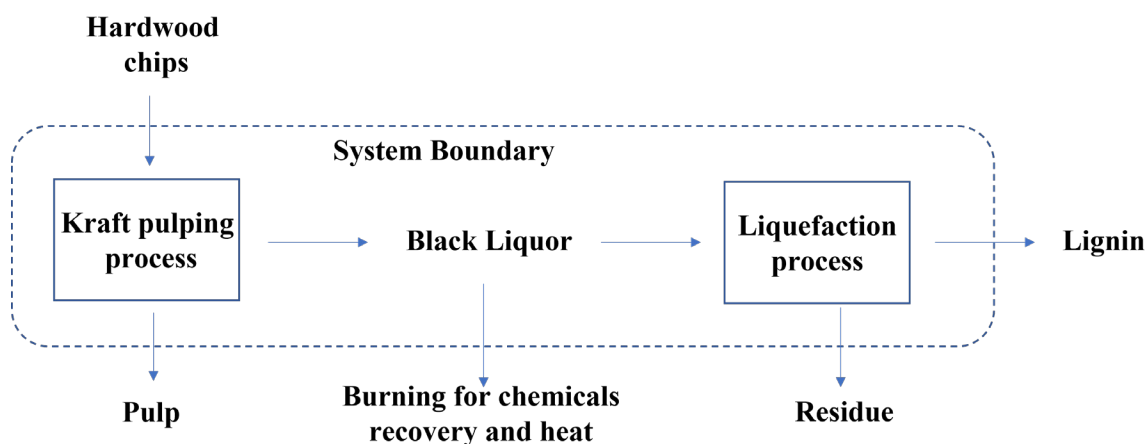 Hardwood
chips
System Boundary
Kraft pulping
process
Black Liquor
Liquefaction
process
Lignin
Pulp
Burning for chemicals
recovery and heat
Residue